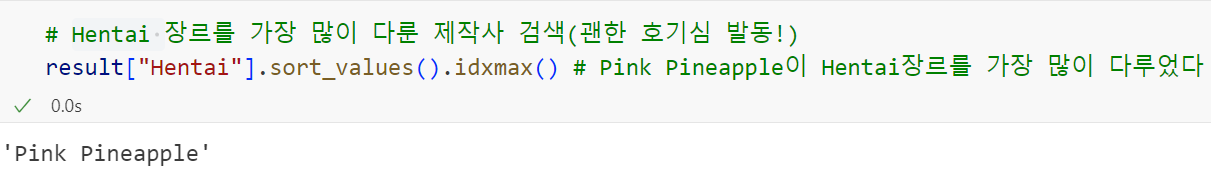 # Hentai 장르를 가장 많이 다룬 제작사 검색(괜한 호기심 발동!)
result["Hentai"].sort_values().idxmax() # Pink Pineapple이 Hentai장르를 가장 많이 다루었다
0.0s
'Pink Pineapple'